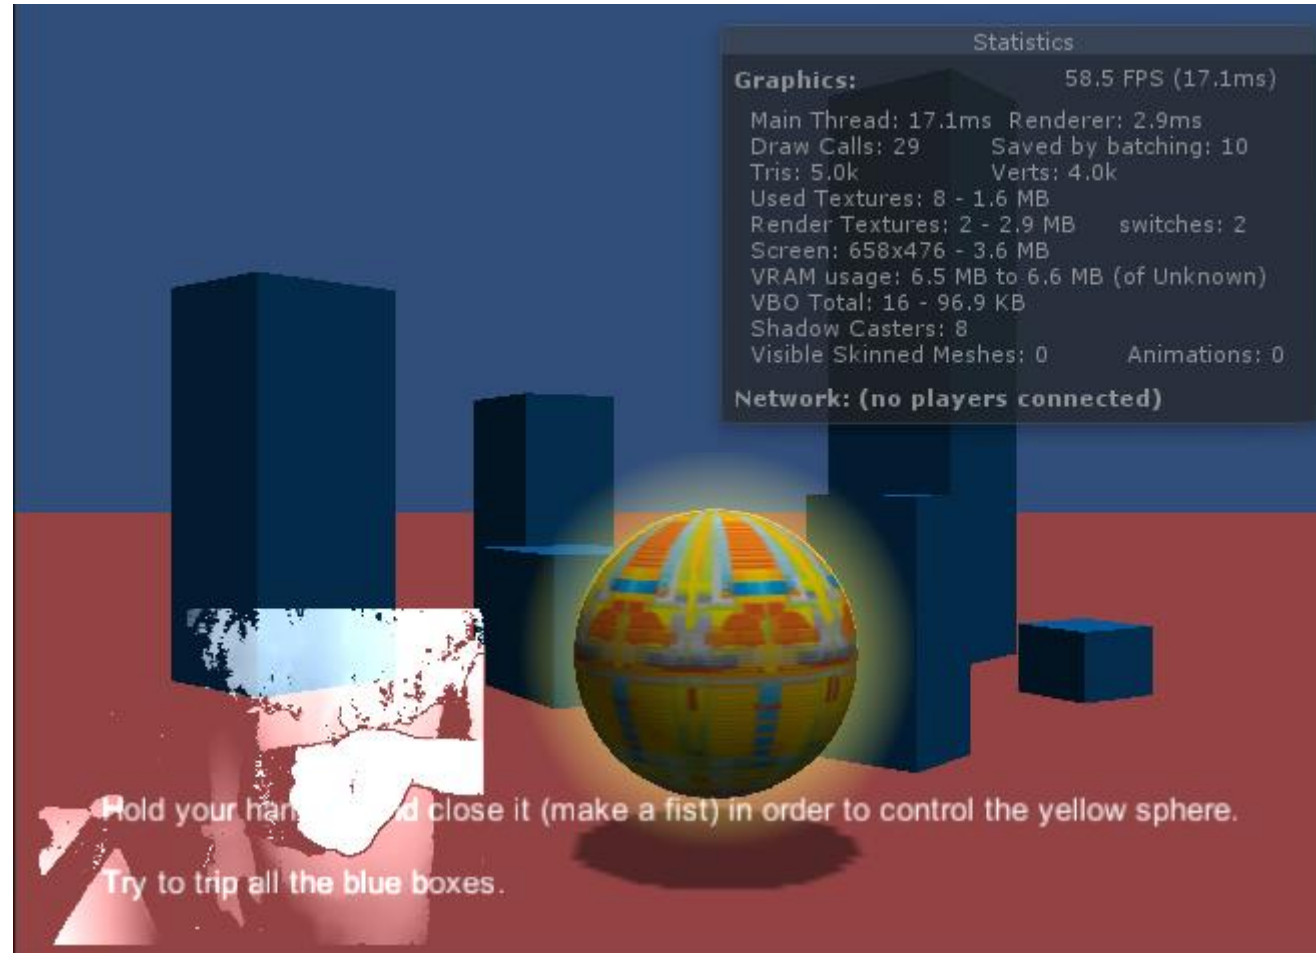 Statistics
Graphics: 58.5 FPS (17.1ms)
Main Thread: 17.1ms Renderer: 2.9ms
Draw Calls: 29 Saved by batching: 10
Tris: 5.0k Verts: 4.0k
Used Textures: 8 - 1.6 MB
Render Textures: 2 - 2.9 MB switches: 2
Screen: 658x476 - 3.6 MB
VRAM usage: 6.5 MB to 6.6 MB (of Unknown)
VBO Total: 16 - 96.9 KB
Shadow Casters: 8
Visible Skinned Meshes: 0 Animations: 0
Network: (no players connected)
Hold your close it (make a fist) in order to control the yellow sphere.
Try to trip all the blue boxes.